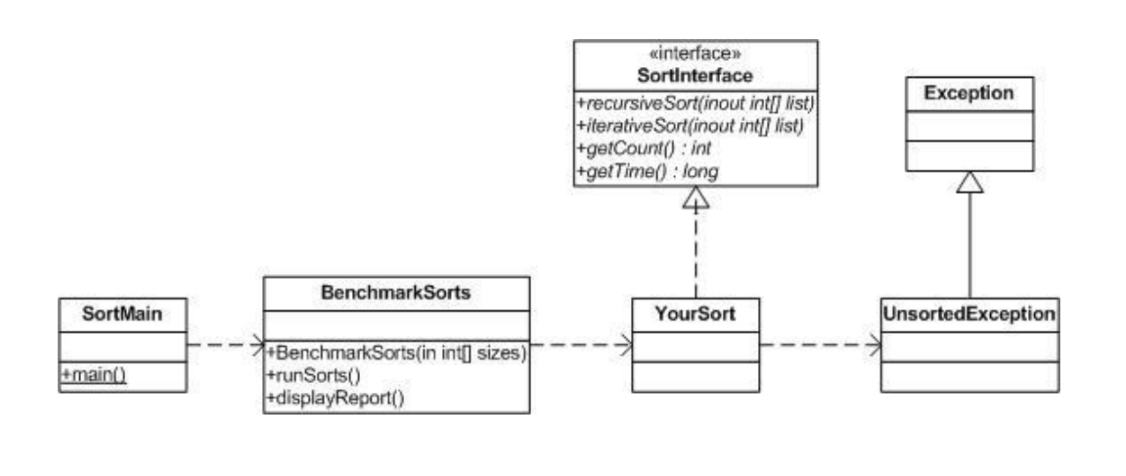 «interface»
SortInterface
+recursiveSort(inout int[] list)
+iterativeSort(inout int[] list)
+getCount() : int
+getTime() : long
Exception
SortMain
+main()
BenchmarkSorts
+BenchmarkSorts(in int[] sizes)
+runSorts()
+displayReport()
YourSort
UnsortedException